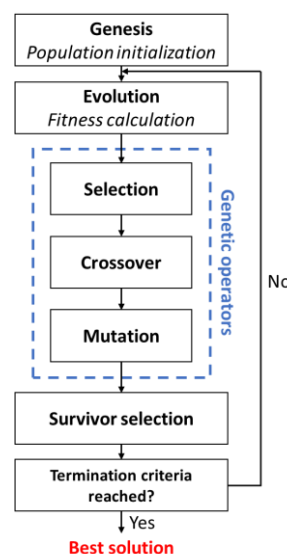 Genesis
Population initialization
Evolution
Fitness calculation
Selection
Crossover
Mutation
Genetic operators
No
Survivor selection
Termination criteria
reached?
Yes
Best solution